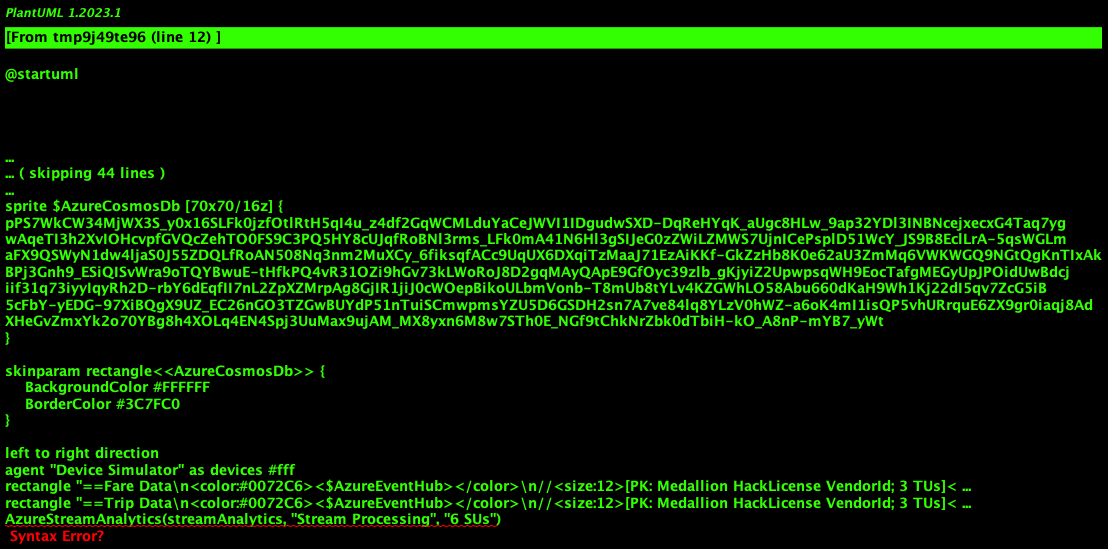 PlantUML 1.2023.1
[From tmp9j49te96 (line 12) ]
@startuml
...
... ( skipping 44 lines )
...
sprite $AzureCosmosDb [70x70/16z] {
pPS7WkCW34MjWX3S_y0x16SLFk0jzfOtlRtH5qI4u_z4df2GqWCMLduYaCeJWVI1IDgudwSXD-DqReHYqK_aUgc8HLw_9ap32YDl3INBNcejxecxG4Taq7yg
wAqeTI3h2XvIOHcvpfGVQcZehTO0FS9C3PQ5HY8cUJqfRoBNl3rms_LFk0mA41N6Hl3gSIJeG0zZWiLZMWS7UjnICePsplD51WcY_JS9B8EclLrA-5qsWGLm
aFX9QSWyN1dw4ljaS0J55ZDQLfRoAN508Nq3nm2MuXCy_6fiksqfACc9UqUX6DXqiTzMaaJ71EzAiKKf-GkZzHb8K0e62aU3ZmMq6VWKWGQ9NGtQgKnTIxAk
BPj3Gnh9_ESiQISvWra9oTQYBwuE-tHfkPQ4vR31OZi9hGv73kLWoRoJ8D2gqMAyQApE9GfOyc39zlb_gKjyiZ2UpwpsqWH9EocTafgMEGyUpJPOidUwBdcj
iif31q73iyyIqyRh2D-rbY6dEqfII7nL2ZpXZMrpAg8GjIR1jiJ0cWOepBikoULbmVonb-T8mUb8tYLv4KZGWhLO58Abu660dKaH9Wh1Kj22dI5qv7ZcG5iB
5cFbY-yEDG-97XiBQgX9UZ_EC26nGO3TZGwBUYdP51nTuiSCmwpmsYZU5D6GSDH2sn7A7ve84Iq8YLzV0hWZ-a6oK4mI1isQP5vhURrquE6ZX9gr0iaqj8Ad
XHeGvZmxYk2o70YBg8h4XOLq4EN4Spj3UuMax9ujAM_MX8yxn6M8w7STh0E_NGf9tChkNrZbk0dTbiH-kO_A8nP-mYB7_yWt
}
skinparam rectangle<<AzureCosmosDb>> {
BackgroundColor #FFFFFF
BorderColor #3C7FC0
}
left to right direction
agent "Device Simulator" as devices #fff
rectangle "==Fare Data\n<color:#0072C6><$AzureEventHub></color>\n//<size:12>[PK: Medallion HackLicense VendorId; 3 TUs]< ...
rectangle "==Trip Data\n<color:#0072C6><$AzureEventHub></color>\n//<size:12>[PK: Medallion HackLicense VendorId; 3 TUs]< ...
AzureStreamAnalytics(streamAnalytics, "Stream Processing", "6 SUs")
Syntax Error?